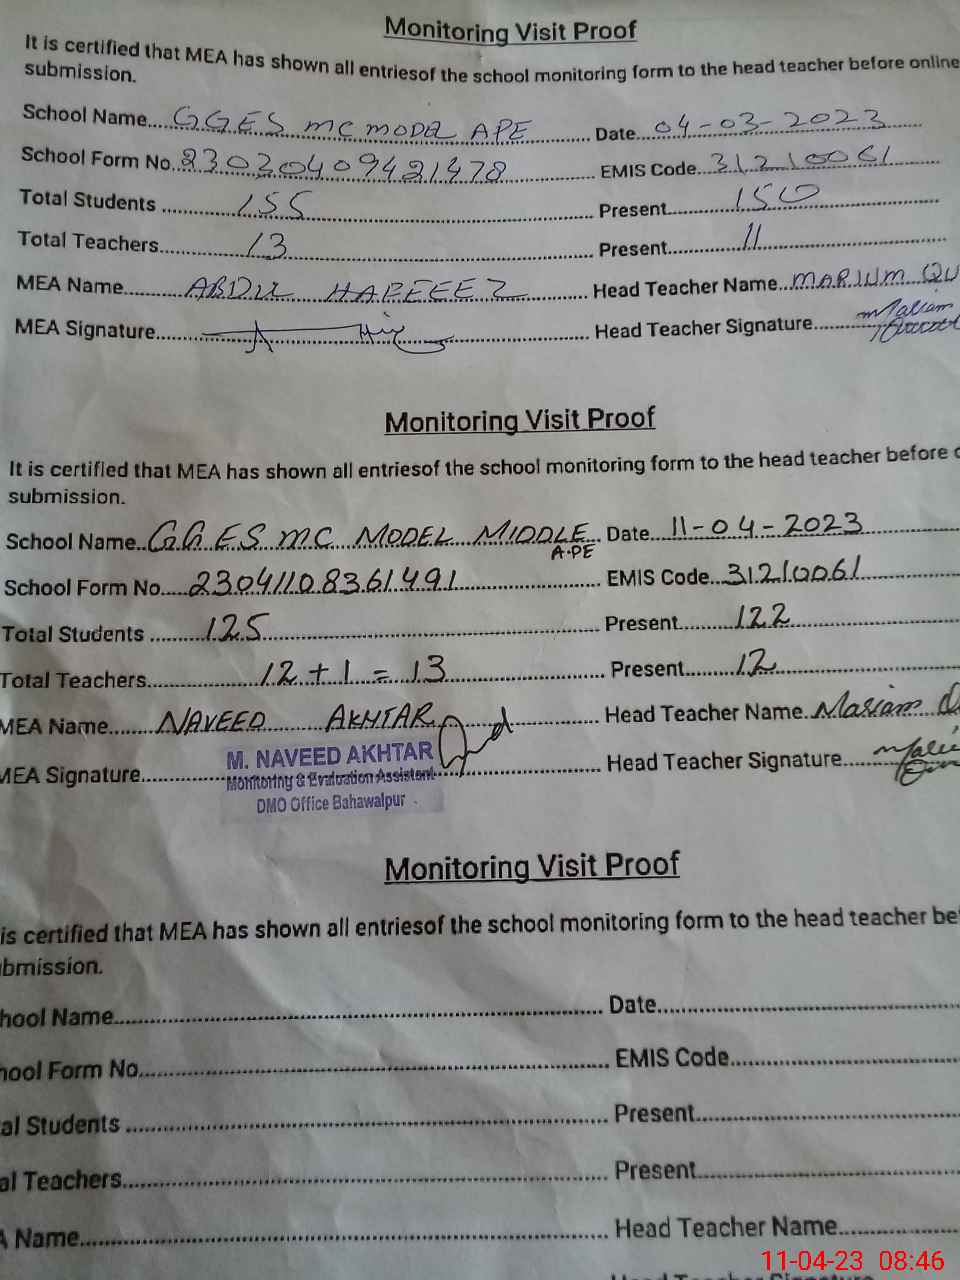 Monitoring Visit Proof
It is certified that MEA has shown all entriesof the school monitoring form to the head teacher before online
submission.
School Name....GGES MC MODEL APE.... Date....04-03-2023....
School Form No. EMIS Code....31210061....
Total Students ....155.... Present....150....
Total Teachers....13.... Present....11....
MEA Name....ABDUL HAFEEEZ.... Head Teacher Name...MARIUM QU
MEA Signature.... Head Teacher Signature....Mariam
Monitoring Visit Proof
It is certified that MEA has shown all entriesof the school monitoring form to the head teacher before o
submission.
School Name....GGES MC MODEL MIDDLE.... Date....11-04-2023....
A.PE
School Form No....23041108361491.... EMIS Code...31210061....
Total Students ....125.... Present....122....
Total Teachers....12+1=13.... Present....12....
MEA Name....NAVEED AKHTAR.... Head Teacher Name..Mariam Q
M. NAVEED AKHTAR
MEA Signature.... Head Teacher Signature....
Monitoring & Evaluation Assistent
DMO Office Bahawalpur
Monitoring Visit Proof
is certified that MEA has shown all entriesof the school monitoring form to the head teacher be
bmission.
hool Name.... Date....
hool Form No.... EMIS Code....
al Students .... Present....
al Teachers.... Present....
A Name.... Head Teacher Name....
11-04-23 08:46
Head Teacher Signature